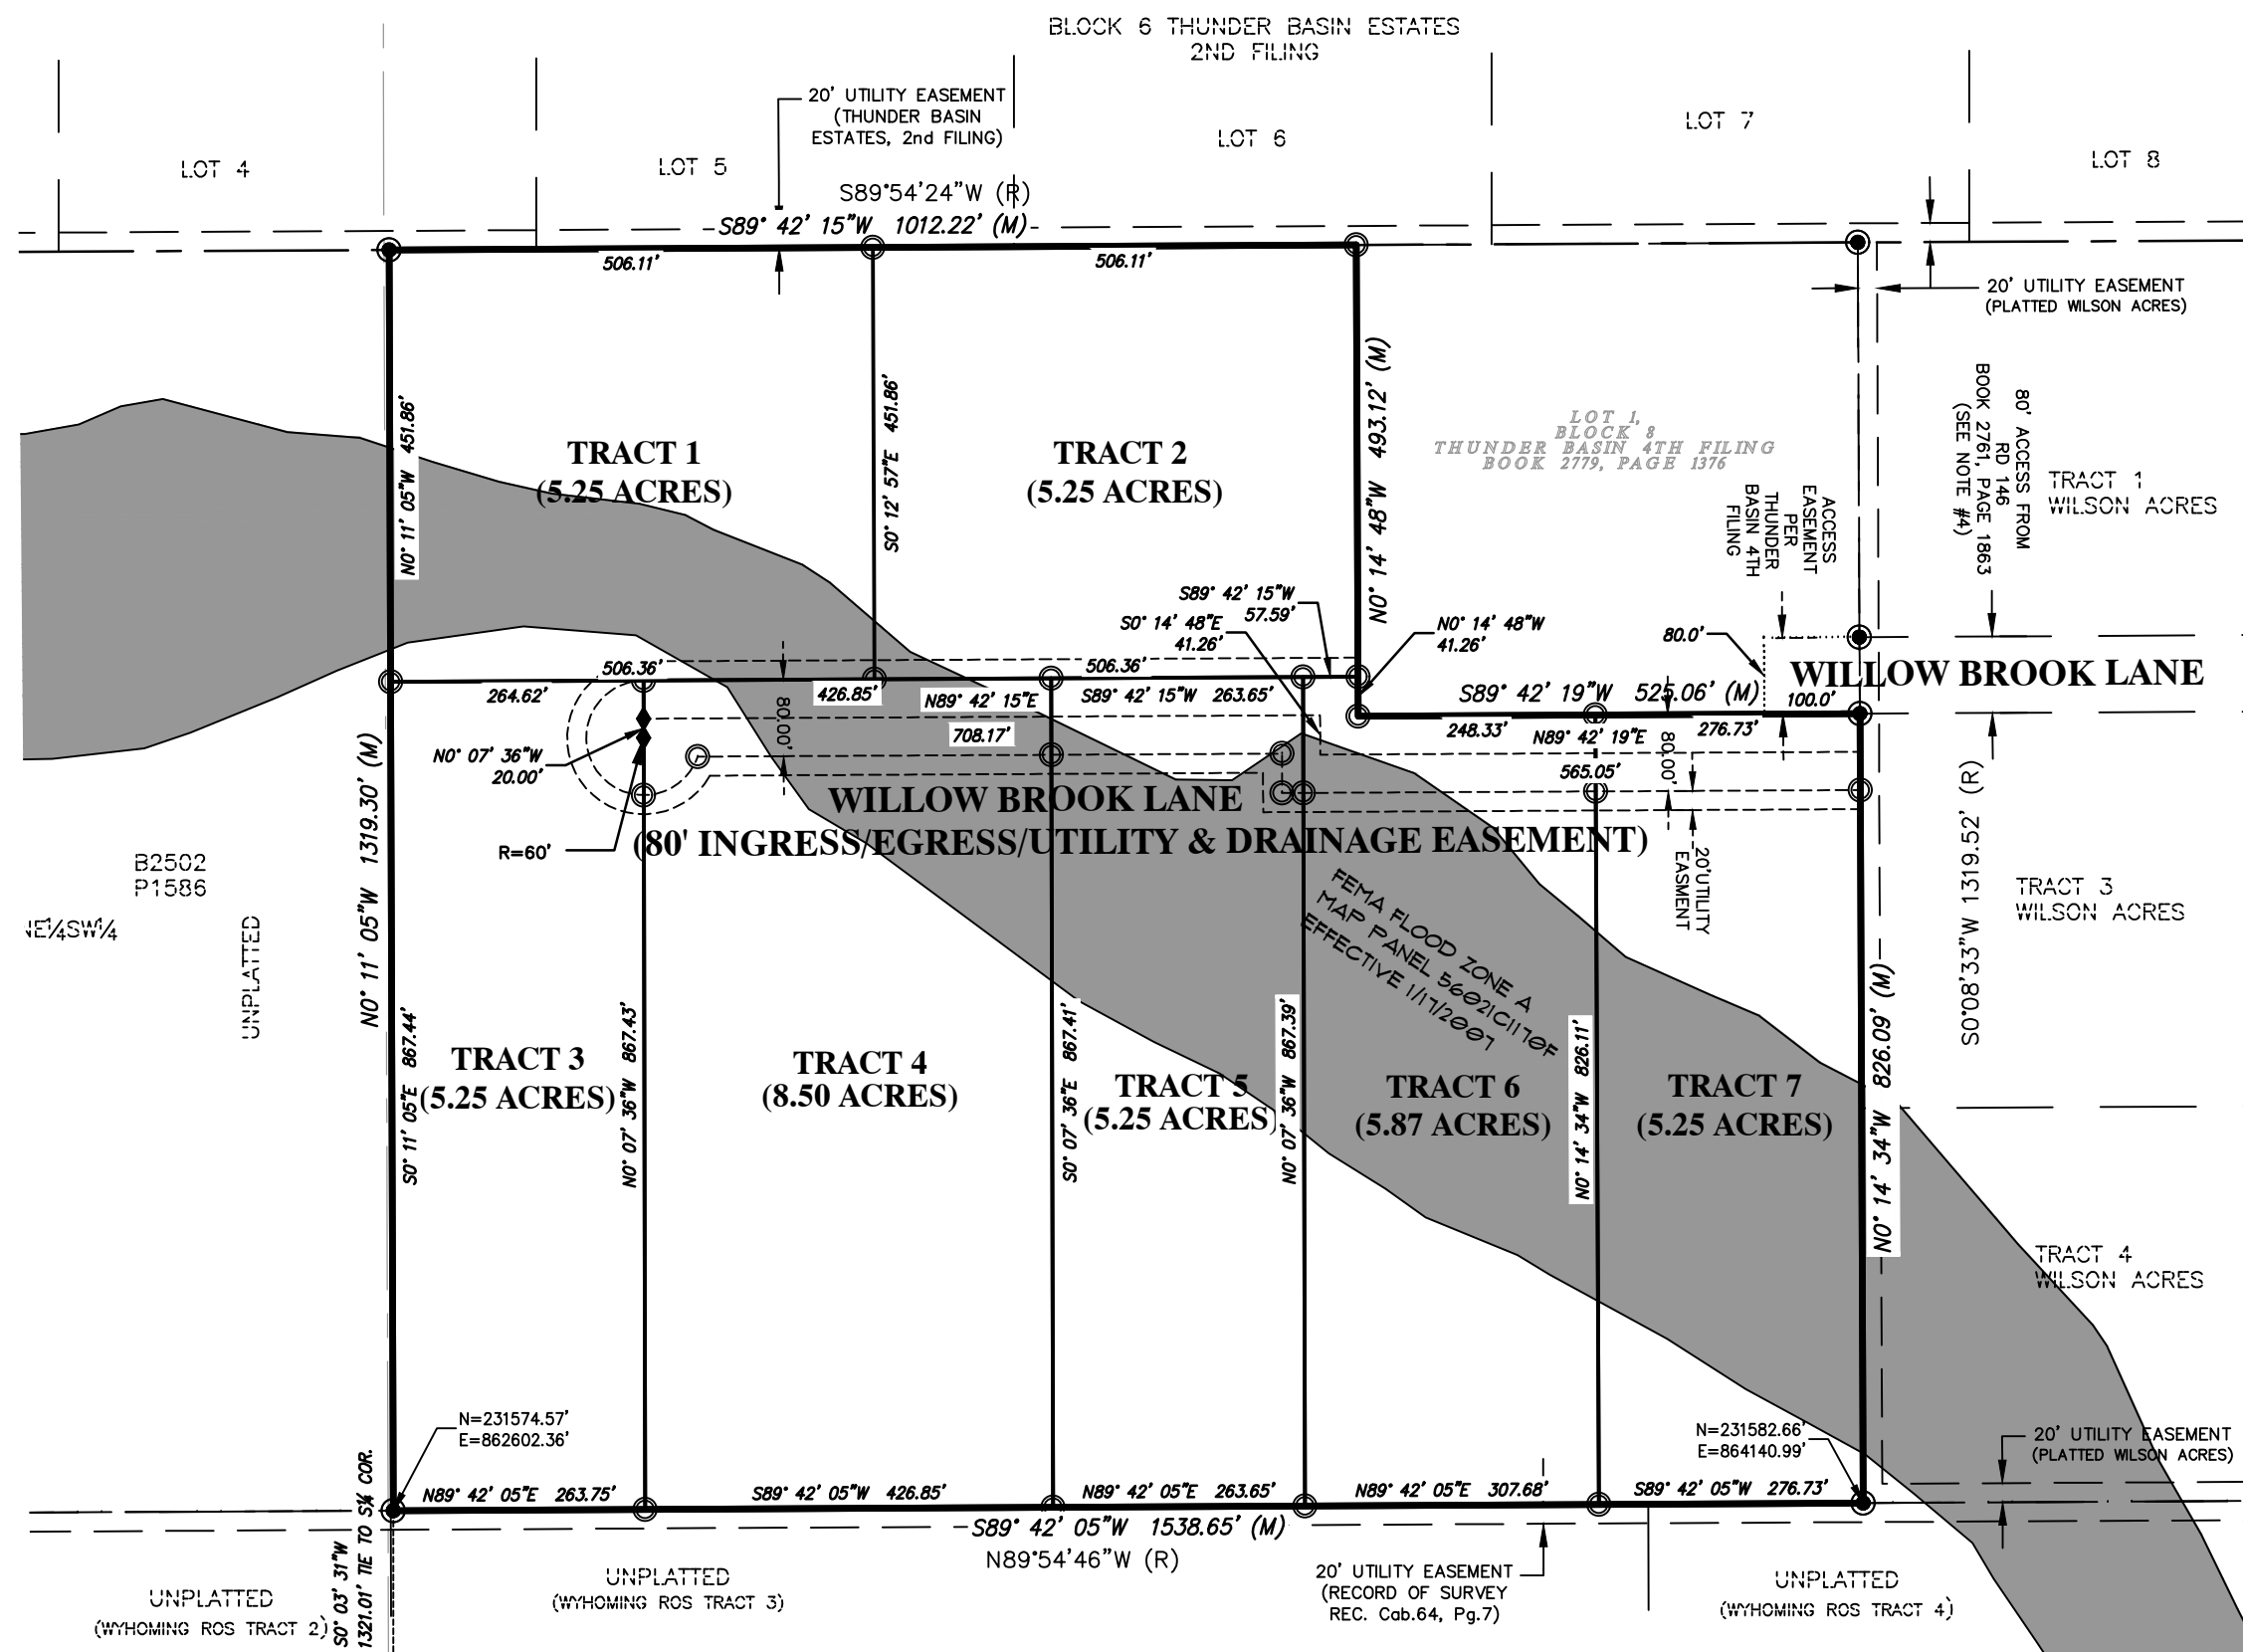 BLOCK 6 THUNDER BASIN ESTATES
2ND FILING
20' UTILITY EASEMENT
(THUNDER BASIN
ESTATES, 2nd FILING)
LOT 4
LOT 5
LOT 6
LOT 7
LOT 8
S89°54'24"W (R)
S89° 42' 15"W 1012.22' (M)
506.11'
506.11'
20' UTILITY EASEMENT
(PLATTED WILSON ACRES)
N0° 11' 05"W 451.86'
S0° 12' 57"E 451.86'
N0° 14' 48"W 493.12' (M)
TRACT 1
(5.25 ACRES)
TRACT 2
(5.25 ACRES)
LOT 1,
BLOCK 8
THUNDER BASIN 4TH FILING
BOOK 2779, PAGE 1376
ACCESS
EASEMENT
PER
THUNDER
BASIN 4TH
FILING
80' ACCESS FROM
RD 146
BOOK 2761, PAGE 1863
(SEE NOTE #4)
TRACT 1
WILSON ACRES
S89° 42' 15"W
57.59'
S0° 14' 48"E
41.26'
N0° 14' 48"W
41.26'
80.0'
WILLOW BROOK LANE
506.36'
506.36'
264.62'
426.85'
N89° 42' 15"E
S89° 42' 15"W 263.65'
S89° 42' 19"W 525.06' (M)
100.0'
80.00'
708.17'
248.33'
N89° 42' 19"E
276.73'
565.05'
80.00'
N0° 07' 36"W
20.00'
R=60'
WILLOW BROOK LANE
(80' INGRESS/EGRESS/UTILITY & DRAINAGE EASEMENT)
20'UTILITY
EASMENT
N0° 11' 05"W 1319.30' (M)
S0°08'33"W 1319.52' (R)
B2502
P1586
NE¼SW¼
UNPLATTED
FEMA FLOOD ZONE A
MAP PANEL 56021C1170F
EFFECTIVE 1/17/2007
TRACT 3
WILSON ACRES
S0° 11' 05"E 867.44'
N0° 07' 36"W 867.43'
S0° 07' 36"E 867.41'
N0° 07' 36"W 867.39'
N0° 14' 34"W 826.11'
N0° 14' 34"W 826.09' (M)
TRACT 3
(5.25 ACRES)
TRACT 4
(8.50 ACRES)
TRACT 5
(5.25 ACRES)
TRACT 6
(5.87 ACRES)
TRACT 7
(5.25 ACRES)
TRACT 4
WILSON ACRES
N=231574.57'
E=862602.36'
N=231582.66'
E=864140.99'
20' UTILITY EASEMENT
(PLATTED WILSON ACRES)
N89° 42' 05"E 263.75'
S89° 42' 05"W 426.85'
N89° 42' 05"E 263.65'
N89° 42' 05"E 307.68'
S89° 42' 05"W 276.73'
S89° 42' 05"W 1538.65' (M)
N89°54'46"W (R)
S0° 03' 31"W
1321.01' TIE TO S¼ COR.
UNPLATTED
(WYHOMING ROS TRACT 2)
UNPLATTED
(WYHOMING ROS TRACT 3)
20' UTILITY EASEMENT
(RECORD OF SURVEY
REC. Cab.64, Pg.7)
UNPLATTED
(WYHOMING ROS TRACT 4)